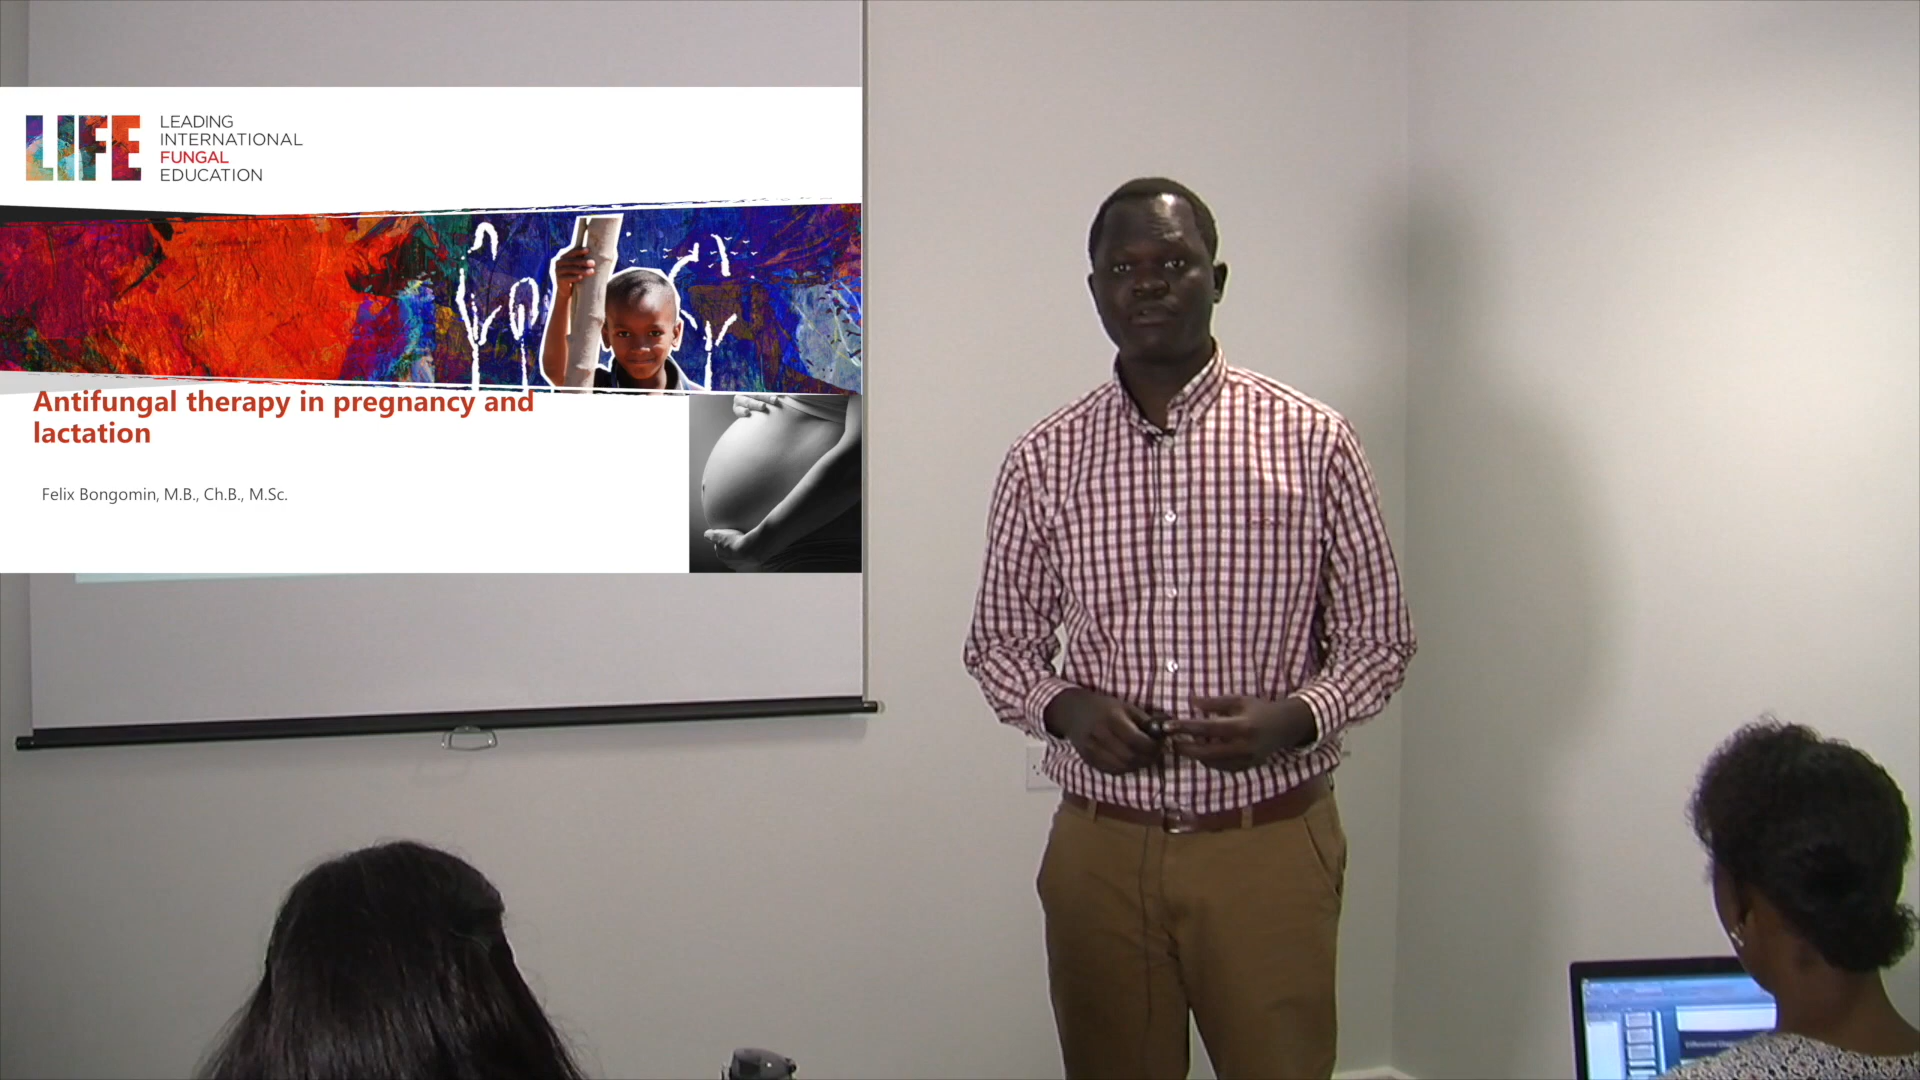 LIFE
LEADING
INTERNATIONAL
FUNGAL
EDUCATION
Antifungal therapy in pregnancy and
lactation
Felix Bongomin, M.B., Ch.B., M.Sc.